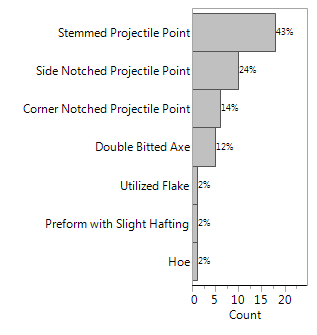 Stemmed Projectile Point 43%
Side Notched Projectile Point 24%
Corner Notched Projectile Point 14%
Double Bitted Axe 12%
Utilized Flake 2%
Preform with Slight Hafting 2%
Hoe 2%
0 5 10 15 20
Count